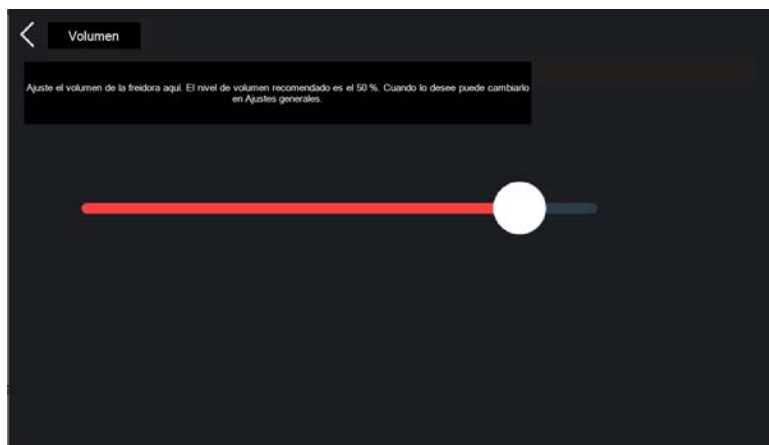 Volumen
Ajuste el volumen de la freidora aquí. El nivel de volumen recomendado es el 50 %. Cuando lo desee puede cambiarlo
en Ajustes generales.